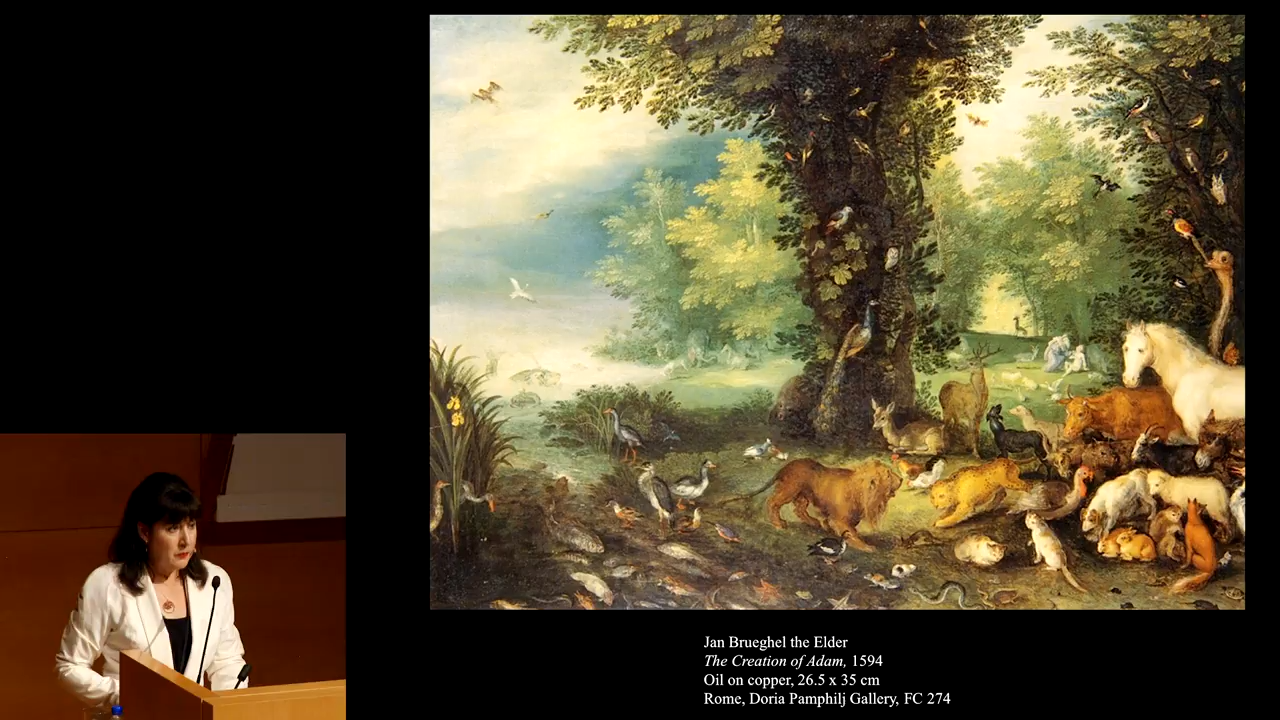 Jan Brueghel the Elder
The Creation of Adam, 1594
Oil on copper, 26.5 x 35 cm
Rome, Doria Pamphilj Gallery, FC 274